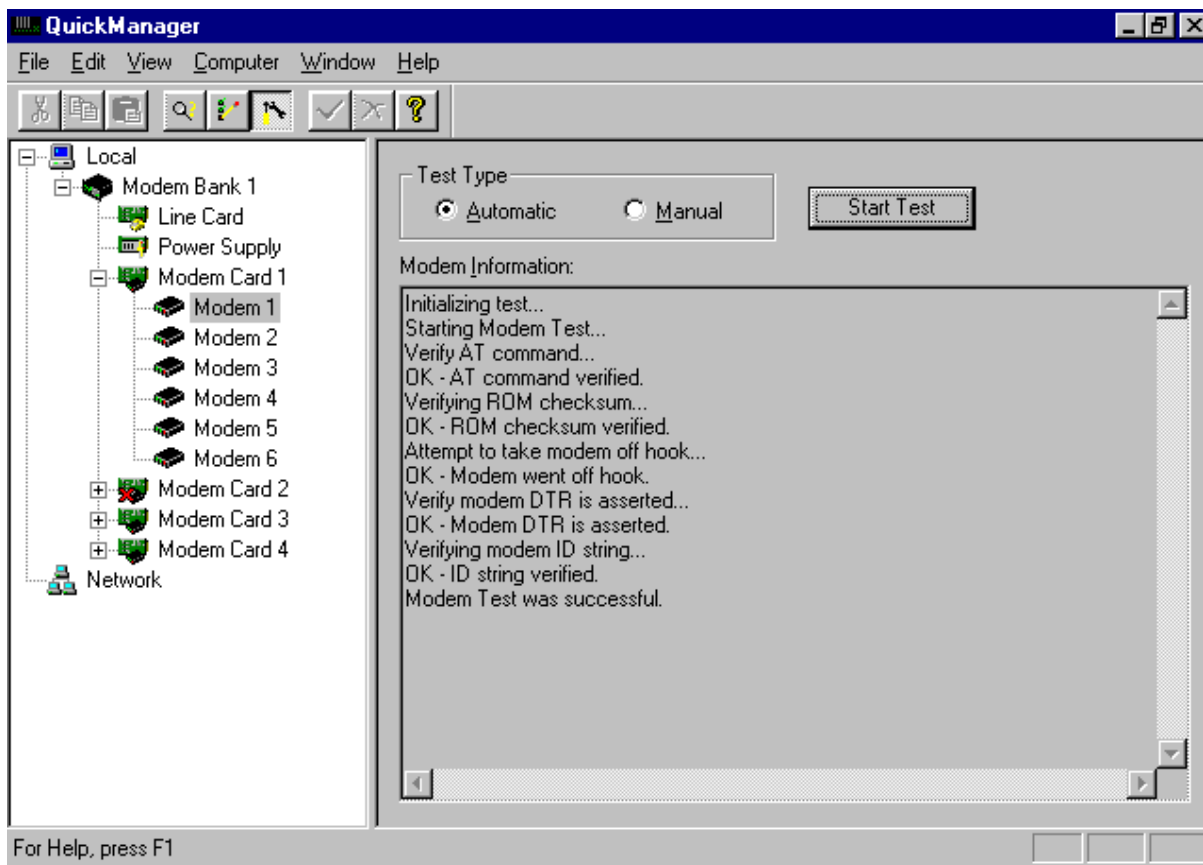 QuickManager
File Edit View Computer Window Help
Local
Modem Bank 1
Line Card
Power Supply
Modem Card 1
Modem 1
Modem 2
Modem 3
Modem 4
Modem 5
Modem 6
Modem Card 2
Modem Card 3
Modem Card 4
Network
Test Type
Automatic Manual
Start Test
Modem Information:
Initializing test...
Starting Modem Test...
Verify AT command...
OK - AT command verified.
Verifying ROM checksum...
OK - ROM checksum verified.
Attempt to take modem off hook...
OK - Modem went off hook.
Verify modem DTR is asserted...
OK - Modem DTR is asserted.
Verifying modem ID string...
OK - ID string verified.
Modem Test was successful.
For Help, press F1